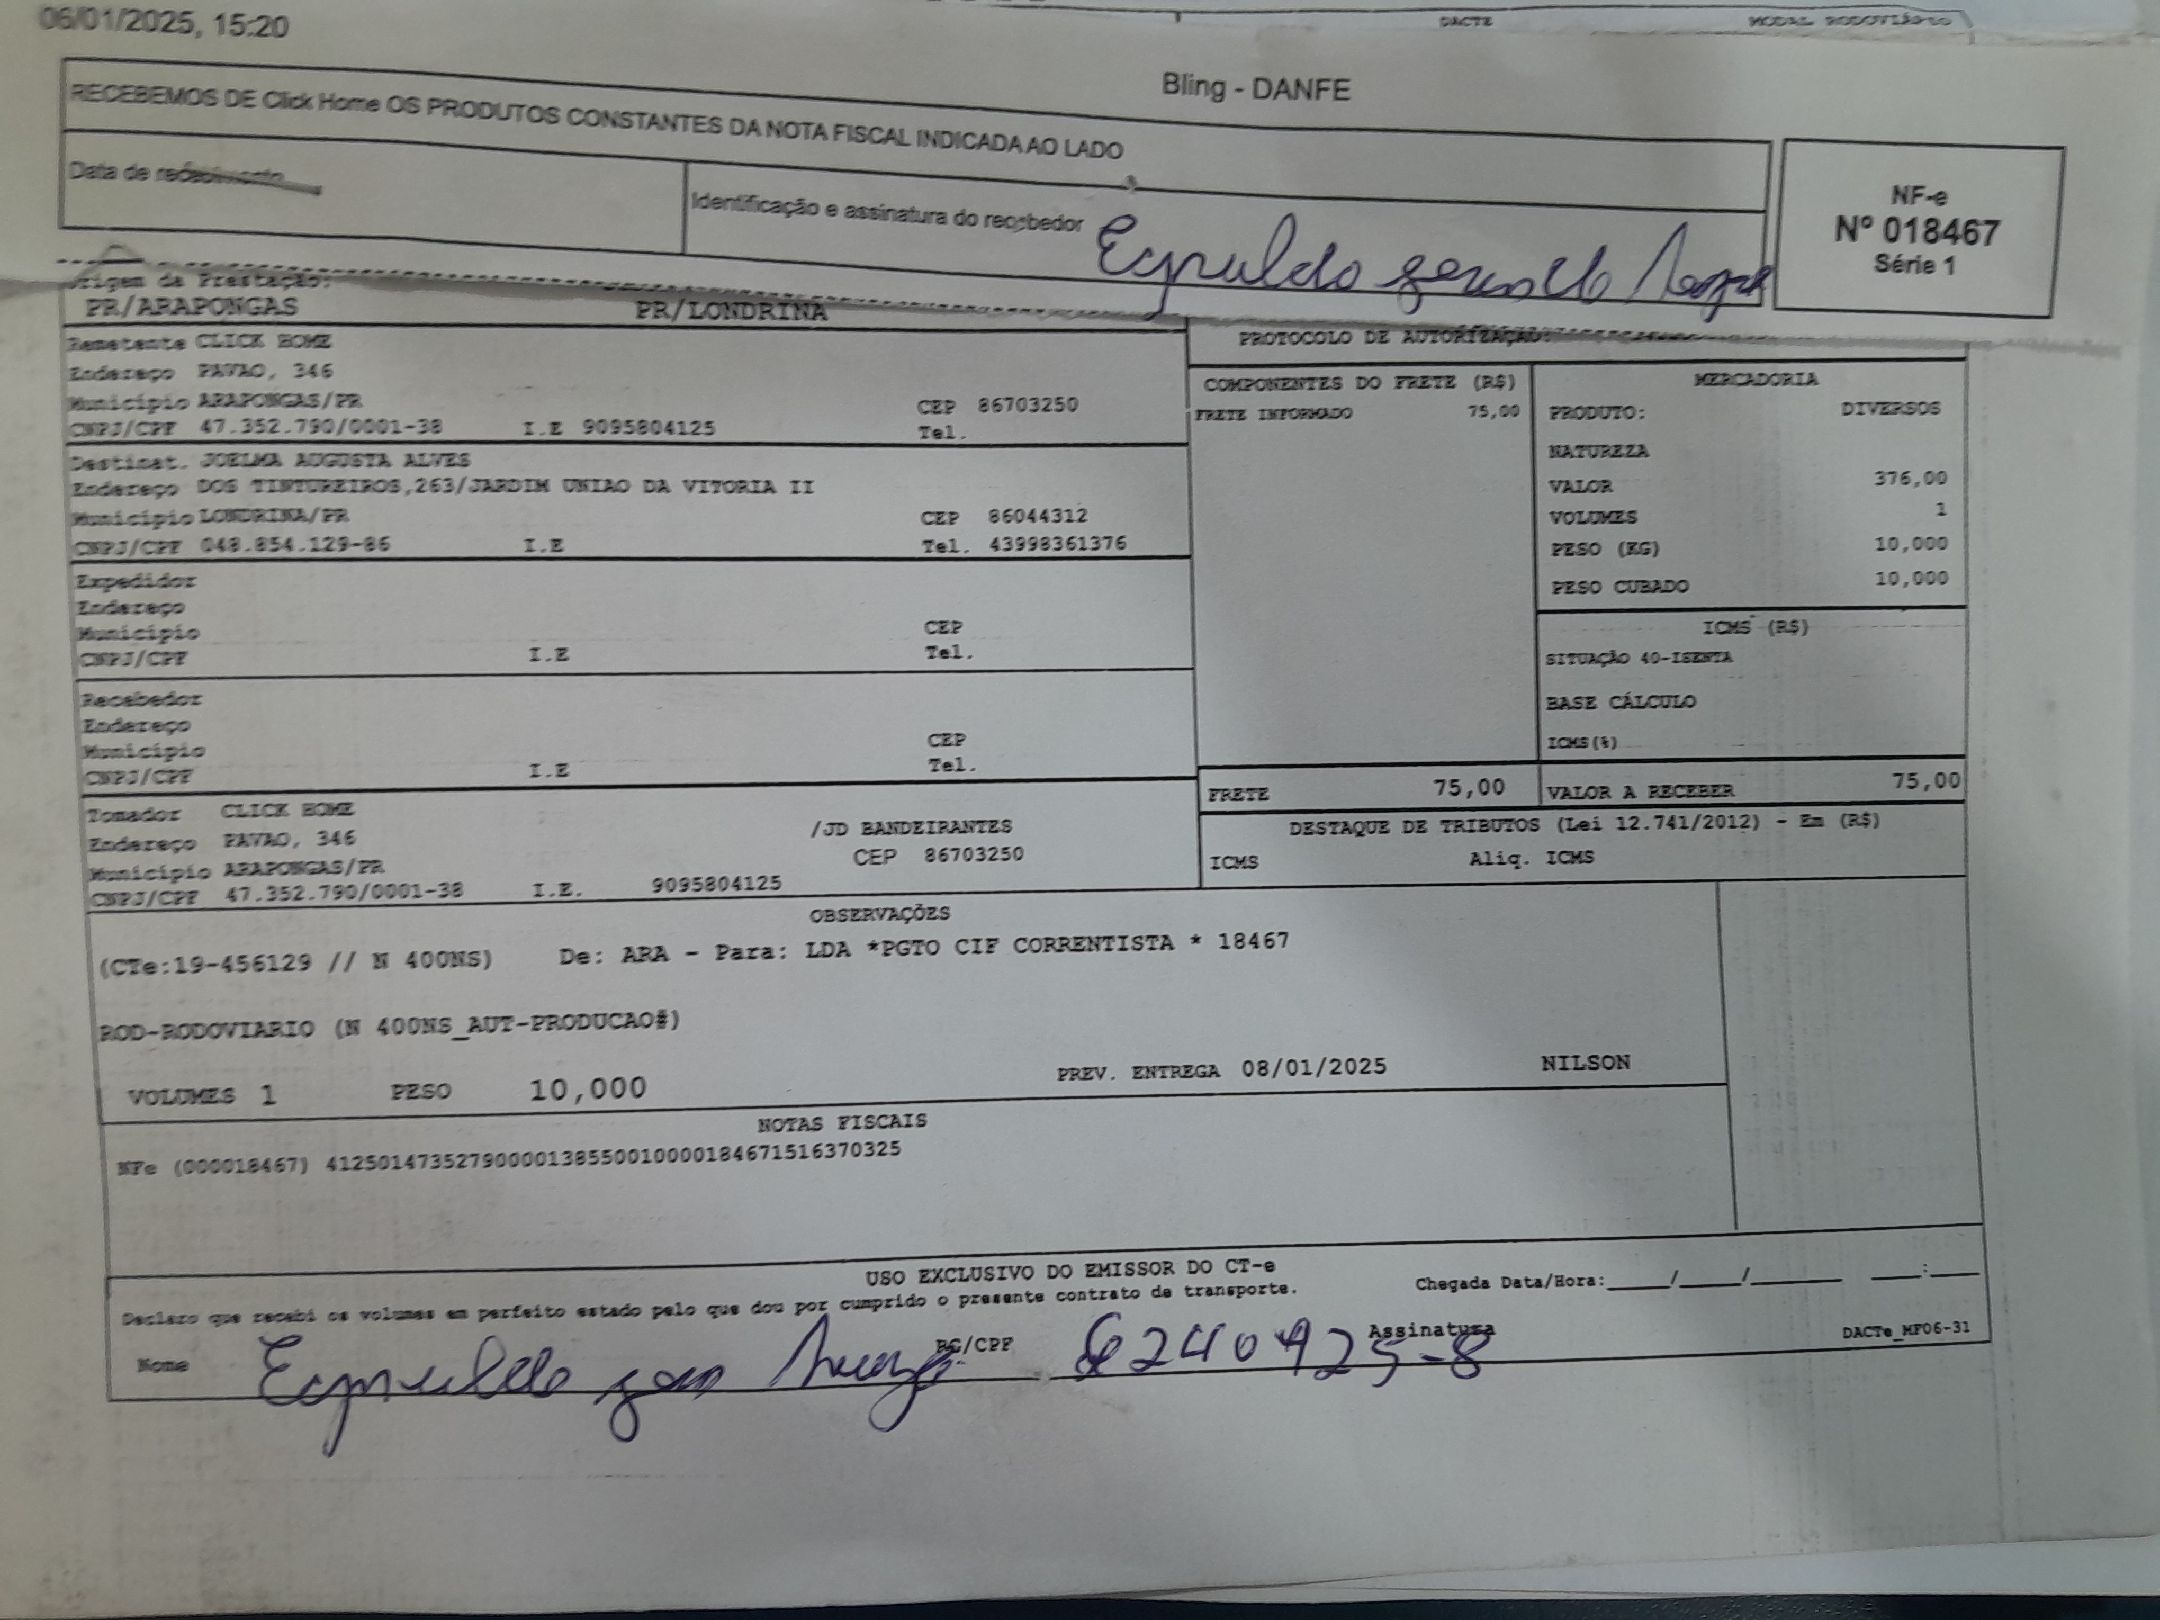 06/01/2025, 15:20
DACTE MODAL RODOVIÁRIO
Bling - DANFE
RECEBEMOS DE Click Home OS PRODUTOS CONSTANTES DA NOTA FISCAL INDICADA AO LADO
Data de recebimento
Identificação e assinatura do recebedor
NF-e
Nº 018467
Série 1
Origem da Prestação:
PR/ARAPONGAS PR/LONDRINA
PROTOCOLO DE AUTORIZAÇÃO:
Remetente CLICK HOME
Endereço PAVAO, 346
Município ARAPONGAS/PR CEP 86703250
CNPJ/CPF 47.352.790/0001-38 I.E 9095804125 Tel.
Destinat. JOELMA AUGUSTA ALVES
Endereço DOS TINTUREIROS,263/JARDIM UNIAO DA VITORIA II
Município LONDRINA/PR CEP 86044312
CNPJ/CPF 048.854.129-86 I.E Tel. 43998361376
Expedidor
Endereço
Município CEP
CNPJ/CPF I.E Tel.
Recebedor
Endereço
Município CEP
CNPJ/CPF I.E Tel.
Tomador CLICK HOME
Endereço PAVAO, 346 /JD BANDEIRANTES
Município ARAPONGAS/PR CEP 86703250
CNPJ/CPF 47.352.790/0001-38 I.E. 9095804125
COMPONENTES DO FRETE (R$)
FRETE INFORMADO 75,00
MERCADORIA
PRODUTO: DIVERSOS
NATUREZA
VALOR 376,00
VOLUMES 1
PESO (KG) 10,000
PESO CUBADO 10,000
ICMS (R$)
SITUAÇÃO 40-ISENTA
BASE CÁLCULO
ICMS(%)
FRETE 75,00 VALOR A RECEBER 75,00
DESTAQUE DE TRIBUTOS (Lei 12.741/2012) - Em (R$)
ICMS Aliq. ICMS
OBSERVAÇÕES
(CTe:19-456129 // N 400NS) De: ARA - Para: LDA *PGTO CIF CORRENTISTA * 18467
ROD-RODOVIARIO (N 400NS_AUT-PRODUCAO#)
VOLUMES 1 PESO 10,000 PREV. ENTREGA 08/01/2025 NILSON
NOTAS FISCAIS
NFe (000018467) 41250147352790000138550010000184671516370325
USO EXCLUSIVO DO EMISSOR DO CT-e
Declaro que recebi os volumes em perfeito estado pelo que dou por cumprido o presente contrato de transporte.
Chegada Data/Hora:_____/_____/_______ ____:____
Nome RG/CPF 6240925-8 Assinatura
DACTe_MF06-31